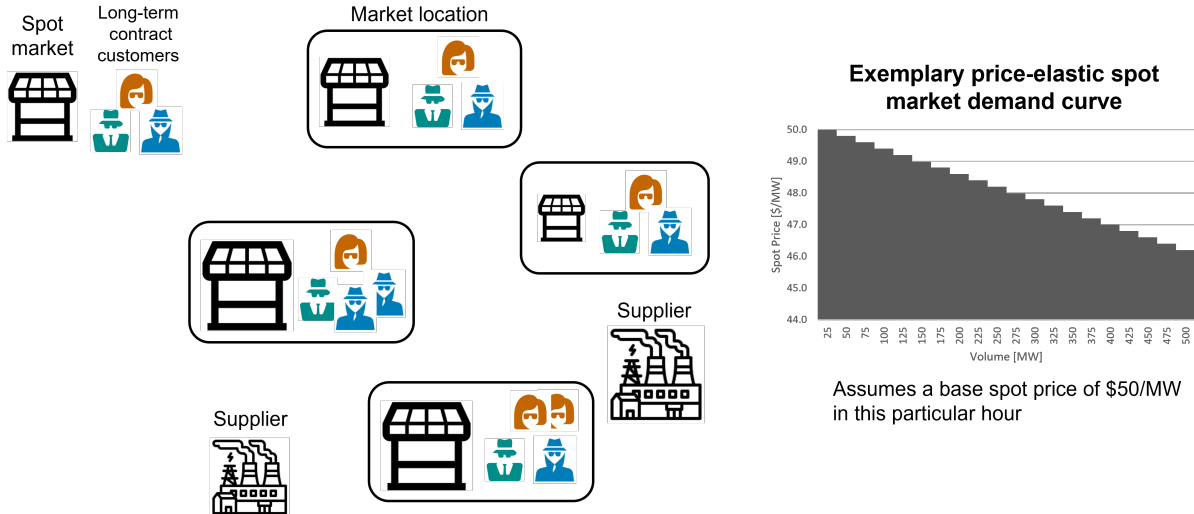 Spot
market
Long-term
contract
customers
Market location
Supplier
Supplier
Exemplary price-elastic spot
market demand curve
Spot Price [$/MW]
50.0
49.0
48.0
47.0
46.0
45.0
44.0
25 50 75 100 125 150 175 200 225 250 275 300 325 350 375 400 425 450 475 500
Volume [MW]
Assumes a base spot price of $50/MW
in this particular hour